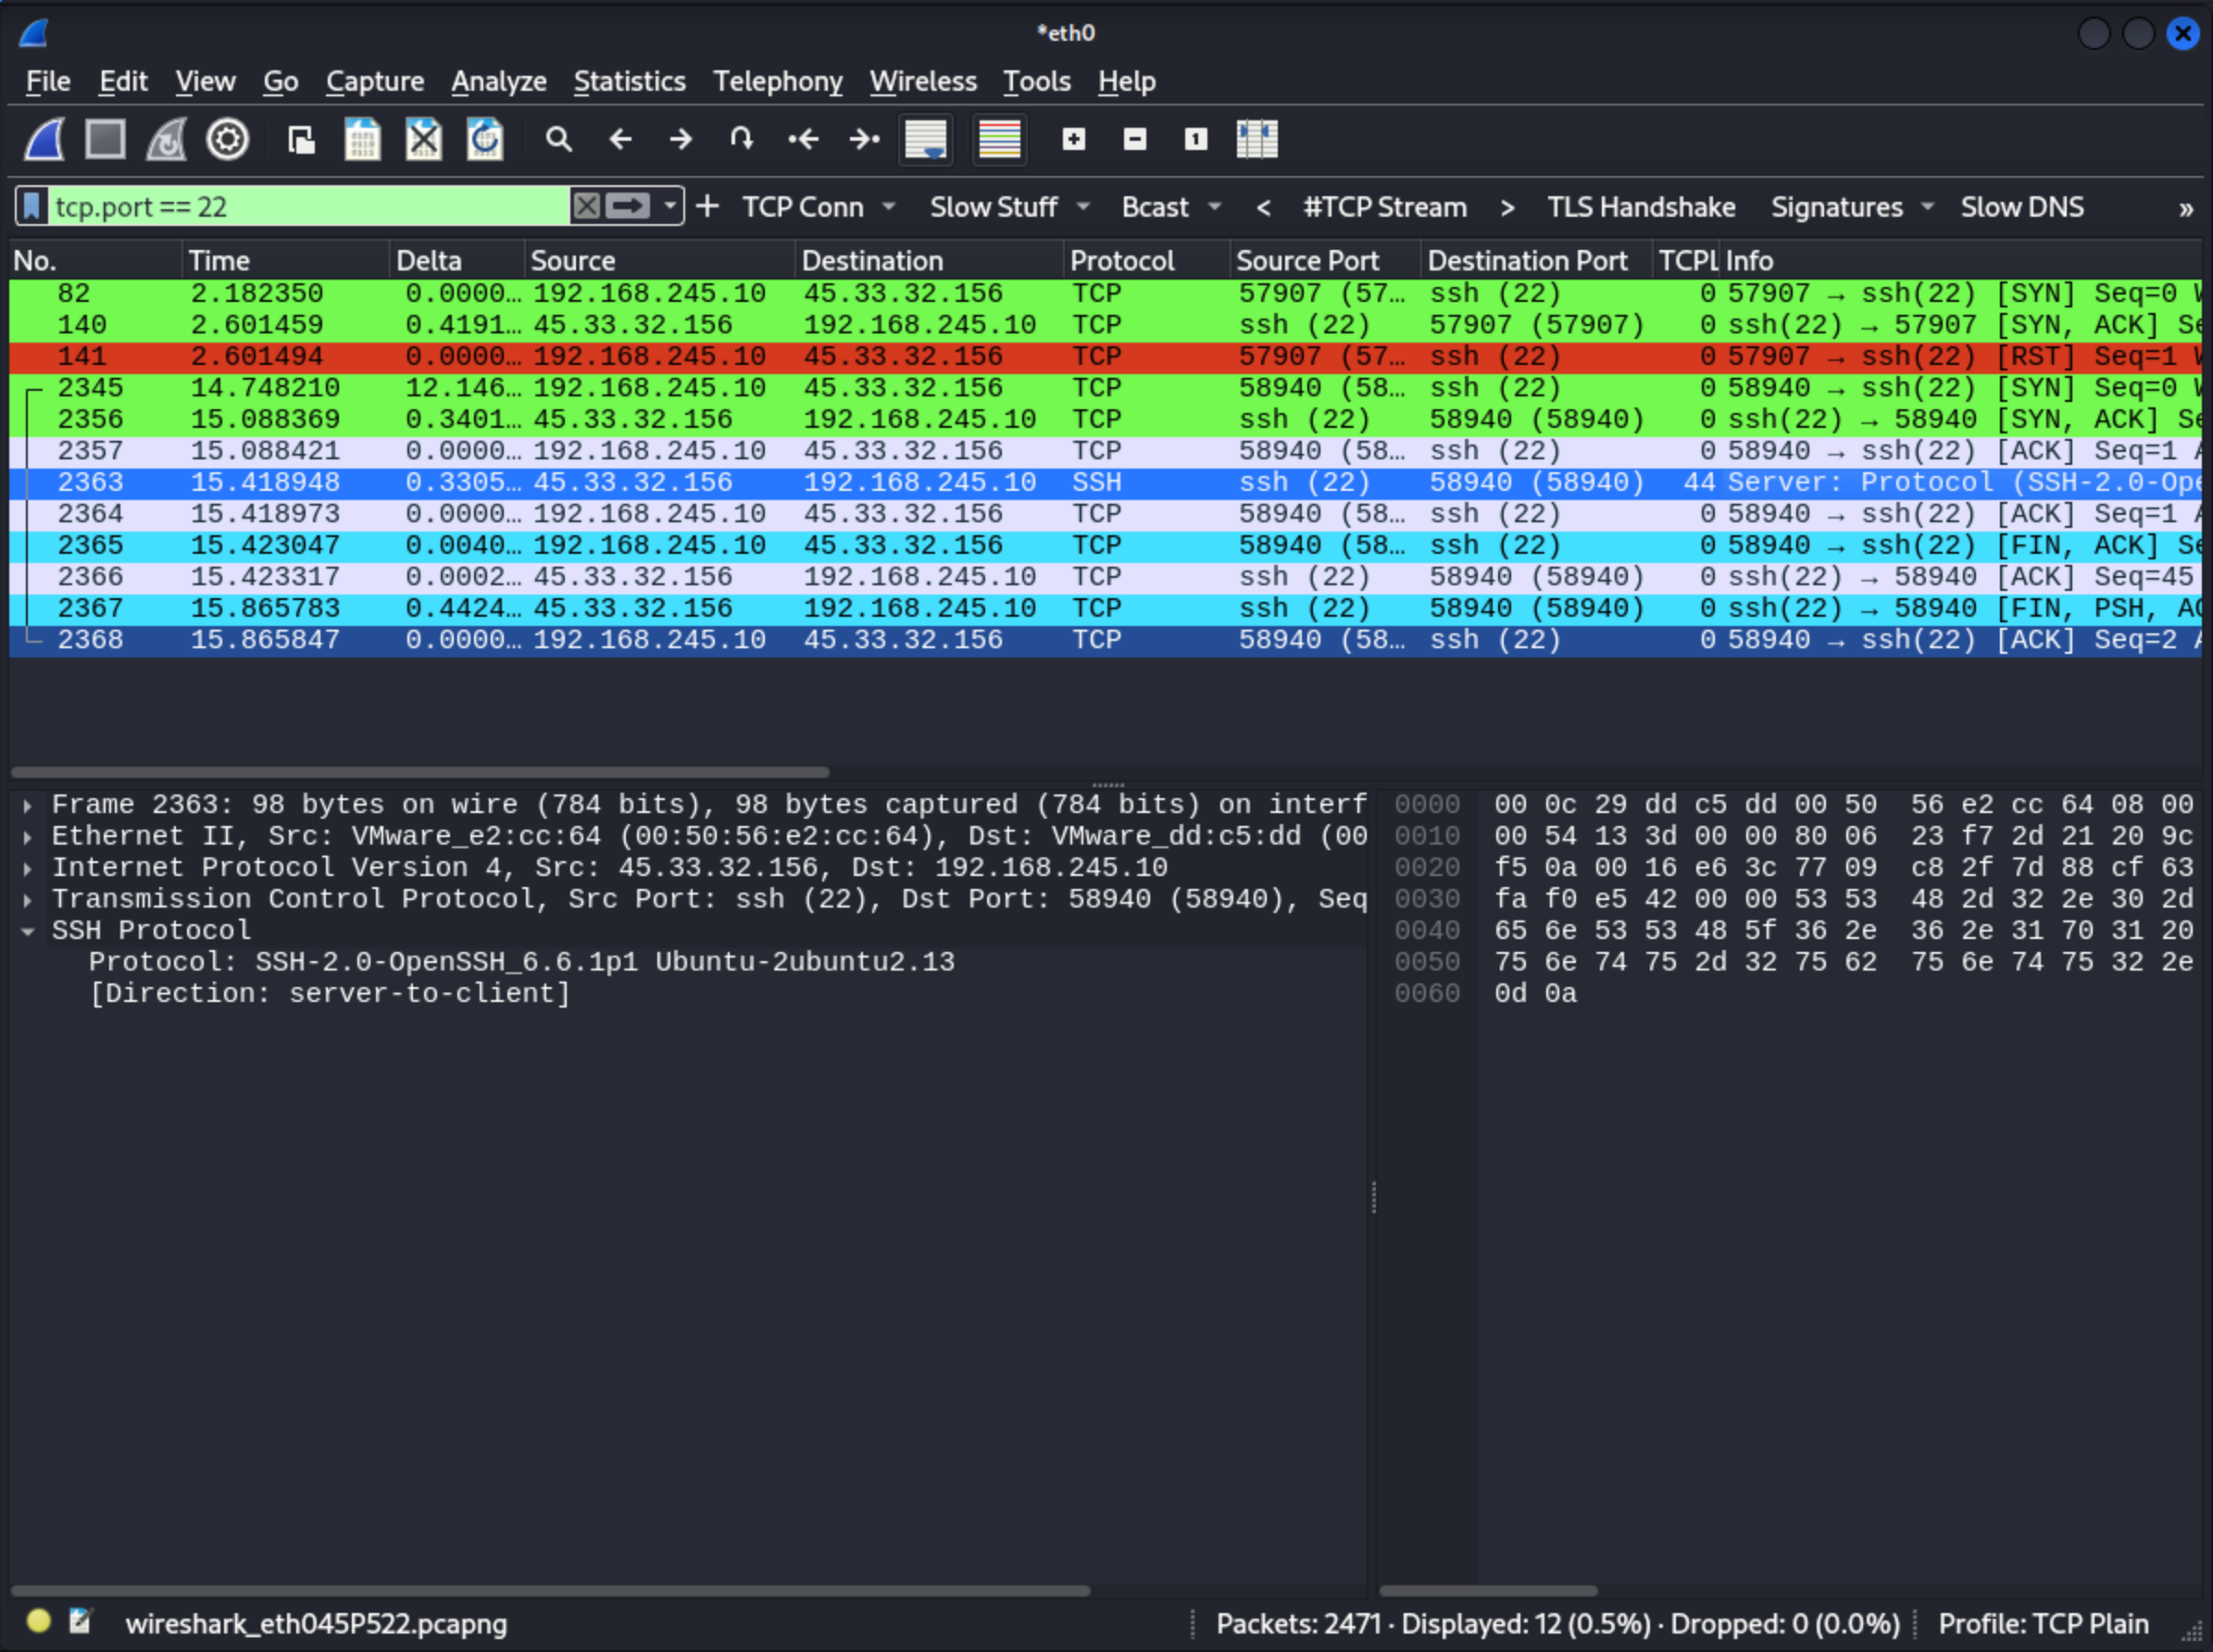 *eth0
File Edit View Go Capture Analyze Statistics Telephony Wireless Tools Help
tcp.port == 22 + TCP Conn Slow Stuff Bcast < #TCP Stream > TLS Handshake Signatures Slow DNS »
No. Time Delta Source Destination Protocol Source Port Destination Port TCPL Info
82 2.182350 0.0000… 192.168.245.10 45.33.32.156 TCP 57907 (57… ssh (22) 0 57907 → ssh(22) [SYN] Seq=0 W
140 2.601459 0.4191… 45.33.32.156 192.168.245.10 TCP ssh (22) 57907 (57907) 0 ssh(22) → 57907 [SYN, ACK] Se
141 2.601494 0.0000… 192.168.245.10 45.33.32.156 TCP 57907 (57… ssh (22) 0 57907 → ssh(22) [RST] Seq=1 W
2345 14.748210 12.146… 192.168.245.10 45.33.32.156 TCP 58940 (58… ssh (22) 0 58940 → ssh(22) [SYN] Seq=0 W
2356 15.088369 0.3401… 45.33.32.156 192.168.245.10 TCP ssh (22) 58940 (58940) 0 ssh(22) → 58940 [SYN, ACK] Se
2357 15.088421 0.0000… 192.168.245.10 45.33.32.156 TCP 58940 (58… ssh (22) 0 58940 → ssh(22) [ACK] Seq=1 A
2363 15.418948 0.3305… 45.33.32.156 192.168.245.10 SSH ssh (22) 58940 (58940) 44 Server: Protocol (SSH-2.0-Ope
2364 15.418973 0.0000… 192.168.245.10 45.33.32.156 TCP 58940 (58… ssh (22) 0 58940 → ssh(22) [ACK] Seq=1 A
2365 15.423047 0.0040… 192.168.245.10 45.33.32.156 TCP 58940 (58… ssh (22) 0 58940 → ssh(22) [FIN, ACK] Se
2366 15.423317 0.0002… 45.33.32.156 192.168.245.10 TCP ssh (22) 58940 (58940) 0 ssh(22) → 58940 [ACK] Seq=45
2367 15.865783 0.4424… 45.33.32.156 192.168.245.10 TCP ssh (22) 58940 (58940) 0 ssh(22) → 58940 [FIN, PSH, AC
2368 15.865847 0.0000… 192.168.245.10 45.33.32.156 TCP 58940 (58… ssh (22) 0 58940 → ssh(22) [ACK] Seq=2 A
Frame 2363: 98 bytes on wire (784 bits), 98 bytes captured (784 bits) on interf
Ethernet II, Src: VMware_e2:cc:64 (00:50:56:e2:cc:64), Dst: VMware_dd:c5:dd (00
Internet Protocol Version 4, Src: 45.33.32.156, Dst: 192.168.245.10
Transmission Control Protocol, Src Port: ssh (22), Dst Port: 58940 (58940), Seq
SSH Protocol
Protocol: SSH-2.0-OpenSSH_6.6.1p1 Ubuntu-2ubuntu2.13
[Direction: server-to-client]
0000 00 0c 29 dd c5 dd 00 50 56 e2 cc 64 08 00
0010 00 54 13 3d 00 00 80 06 23 f7 2d 21 20 9c
0020 f5 0a 00 16 e6 3c 77 09 c8 2f 7d 88 cf 63
0030 fa f0 e5 42 00 00 53 53 48 2d 32 2e 30 2d
0040 65 6e 53 53 48 5f 36 2e 36 2e 31 70 31 20
0050 75 6e 74 75 2d 32 75 62 75 6e 74 75 32 2e
0060 0d 0a
wireshark_eth045P522.pcapng Packets: 2471 · Displayed: 12 (0.5%) · Dropped: 0 (0.0%) Profile: TCP Plain